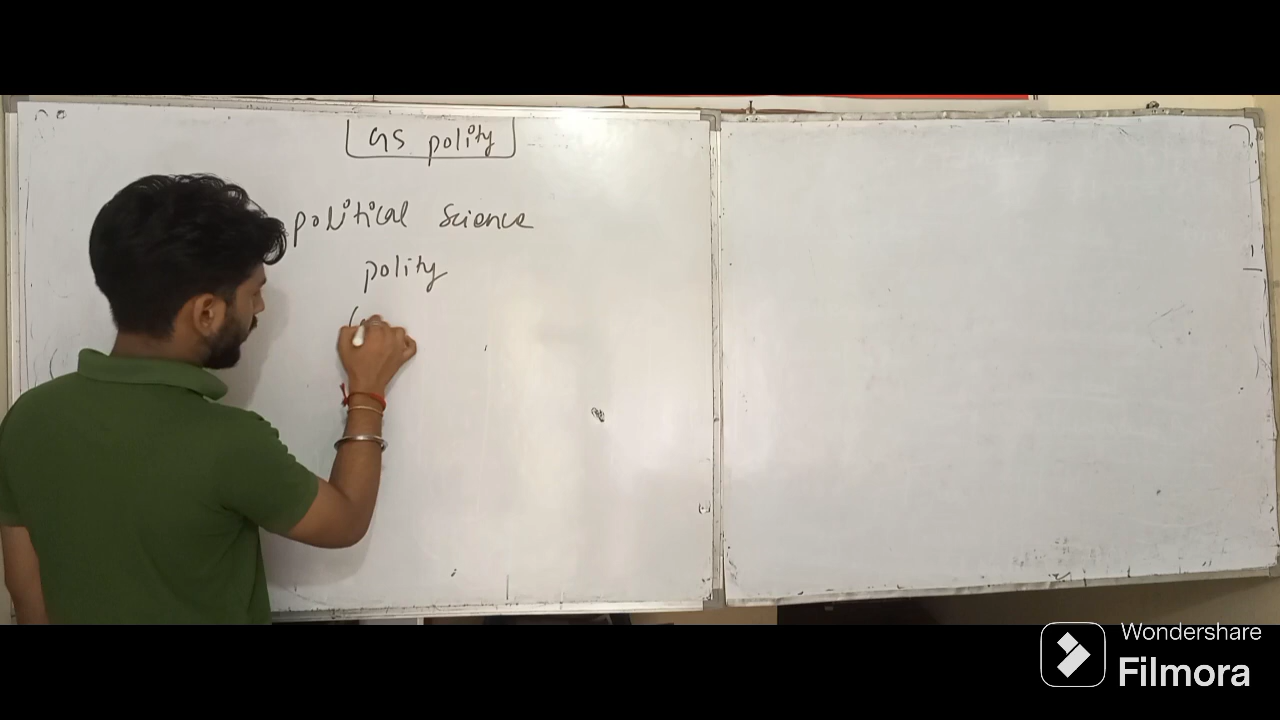 GS polity
political Science
polity
Wondershare
Filmora